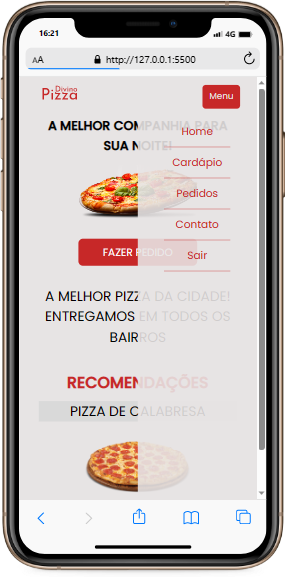 16:21
4G
AA
http://127.0.0.1:5500
Divino
Pizza
Menu
A MELHOR COMPANHIA PARA
SUA NOITE!
Home
Cardápio
Pedidos
Contato
Sair
FAZER PEDIDO
A MELHOR PIZZA DA CIDADE!
ENTREGAMOS EM TODOS OS
BAIRROS
RECOMENDAÇÕES
PIZZA DE CALABRESA